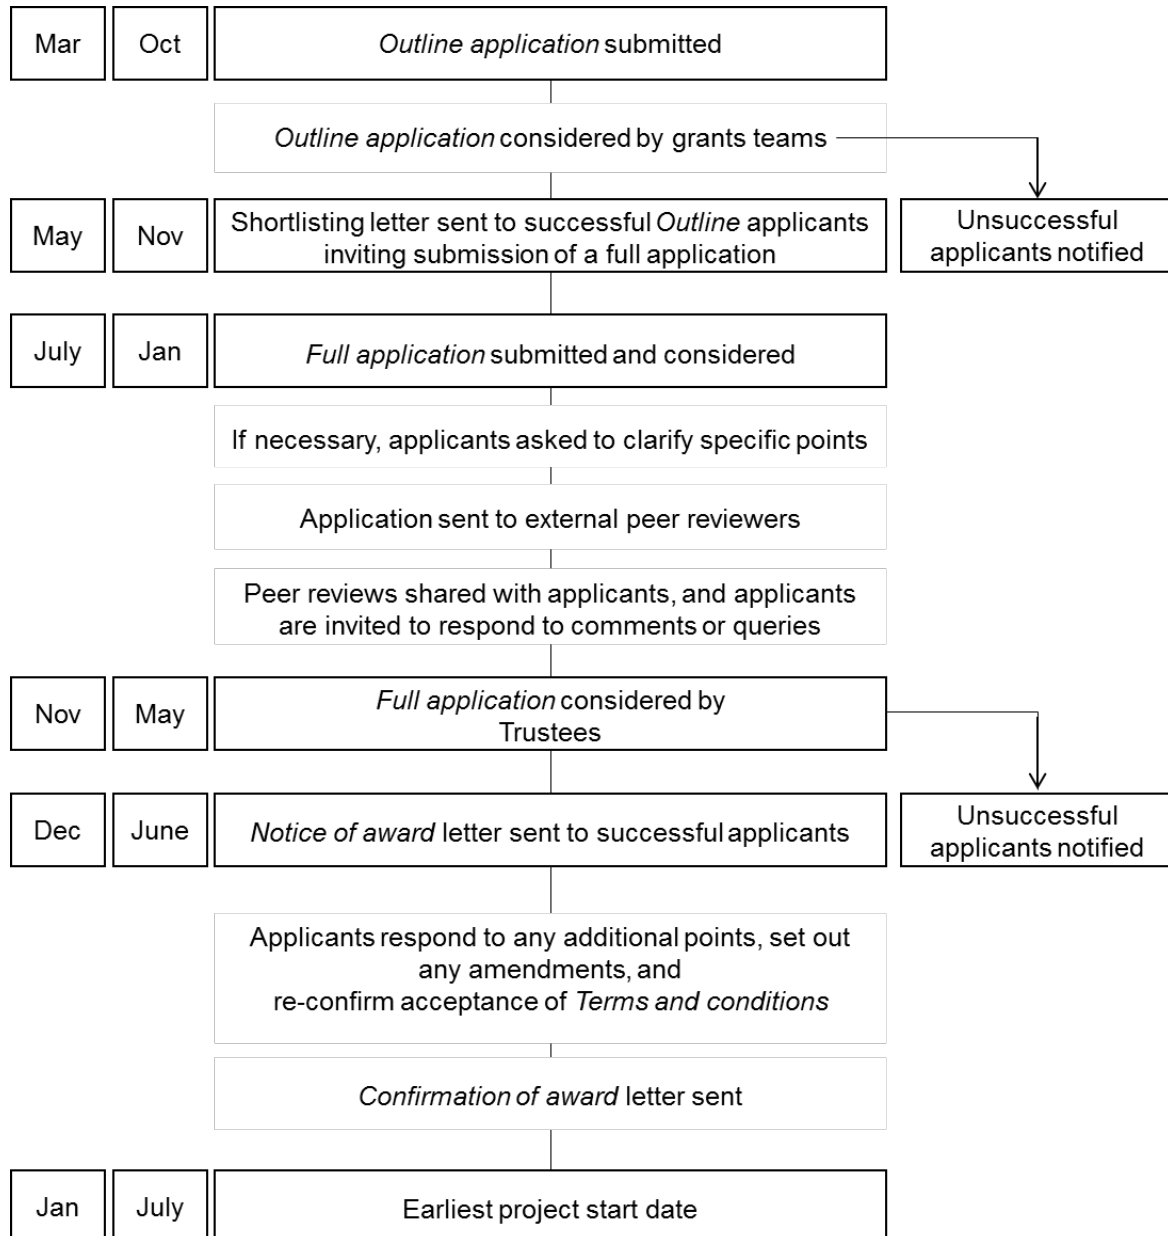 Mar
Oct
Outline application submitted
Outline application considered by grants teams
May
Nov
Shortlisting letter sent to successful Outline applicants
inviting submission of a full application
Unsuccessful
applicants notified
July
Jan
Full application submitted and considered
If necessary, applicants asked to clarify specific points
Application sent to external peer reviewers
Peer reviews shared with applicants, and applicants
are invited to respond to comments or queries
Nov
May
Full application considered by
Trustees
Dec
June
Notice of award letter sent to successful applicants
Unsuccessful
applicants notified
Applicants respond to any additional points, set out
any amendments, and
re-confirm acceptance of Terms and conditions
Confirmation of award letter sent
Jan
July
Earliest project start date